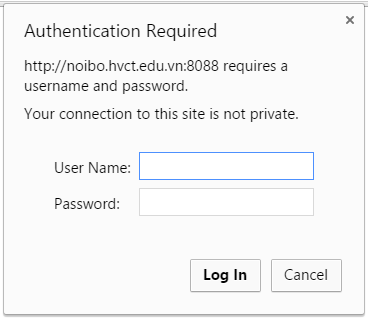 Authentication Required
http://noibo.hvct.edu.vn:8088 requires a
username and password.
Your connection to this site is not private.
User Name:
Password:
Log In Cancel